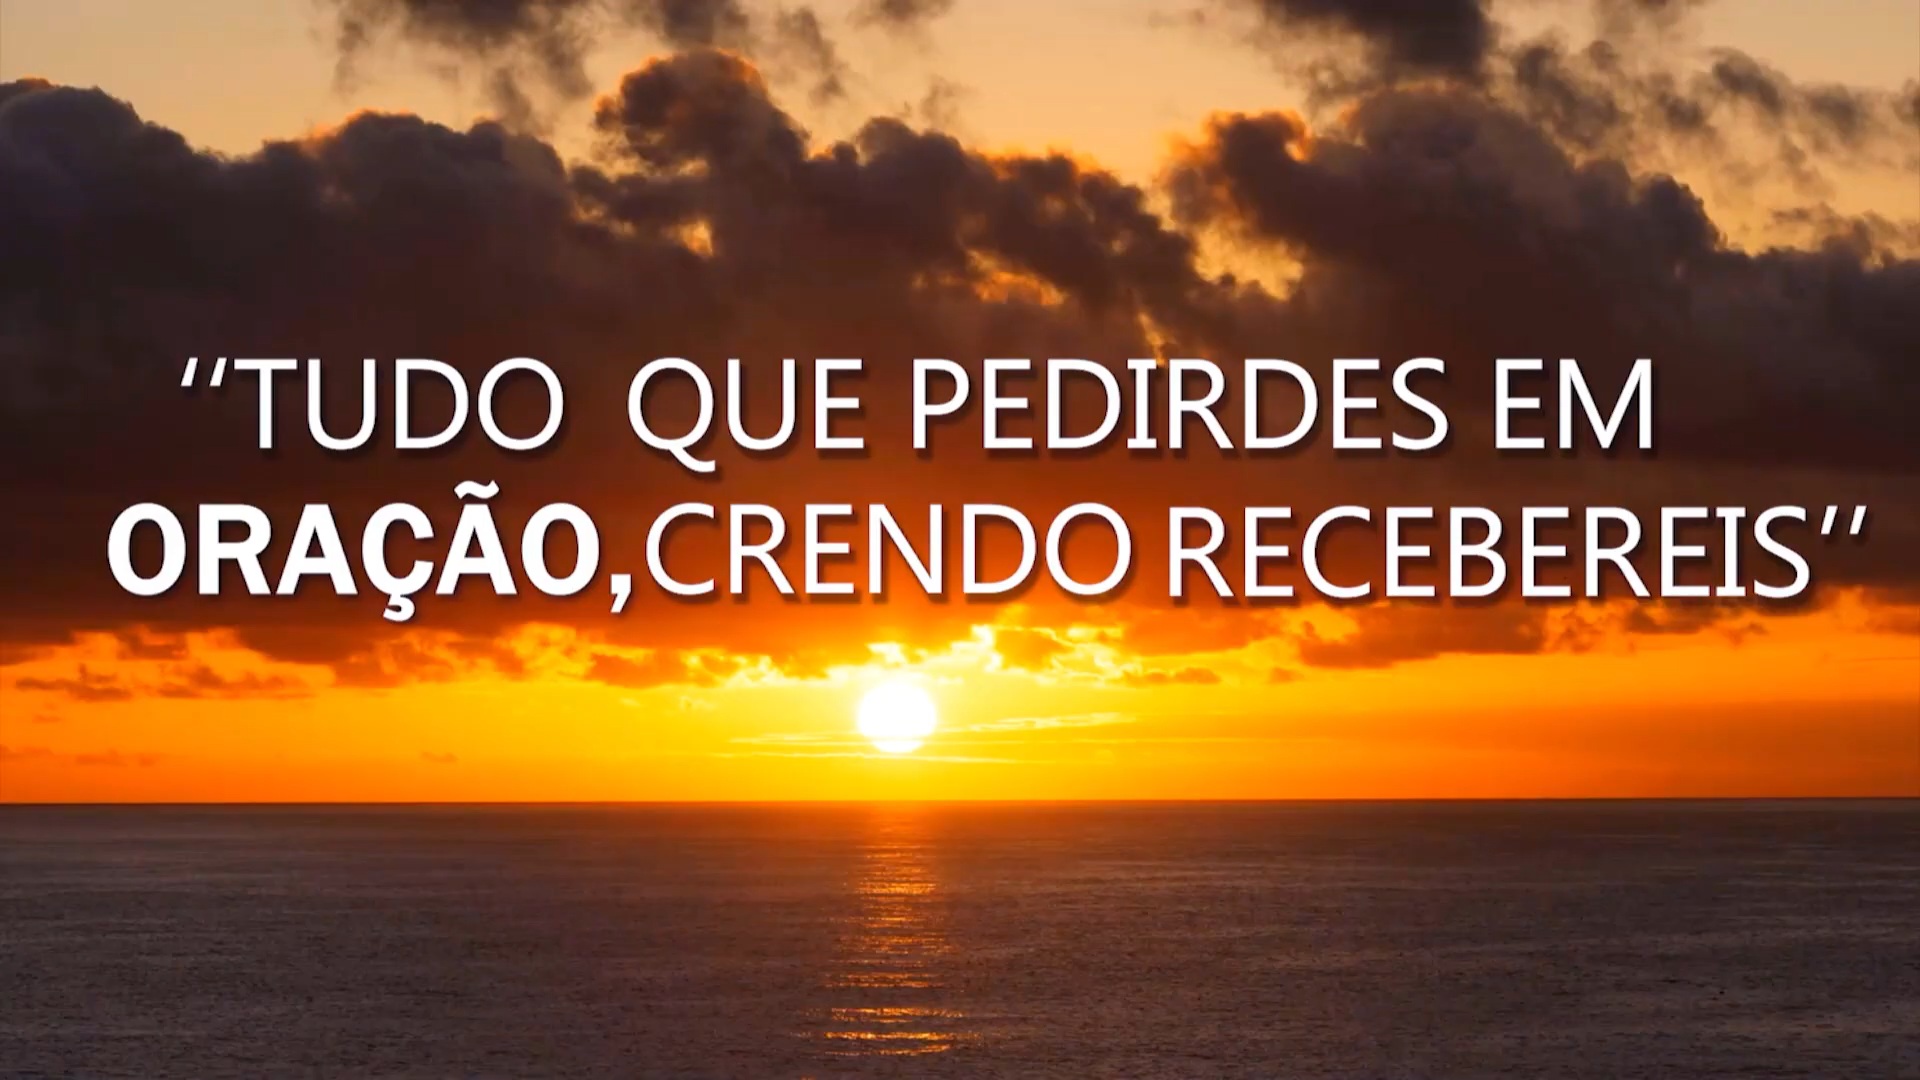 ‘‘TUDO QUE PEDIRDES EM
ORAÇÃO, CRENDO RECEBEREIS’’